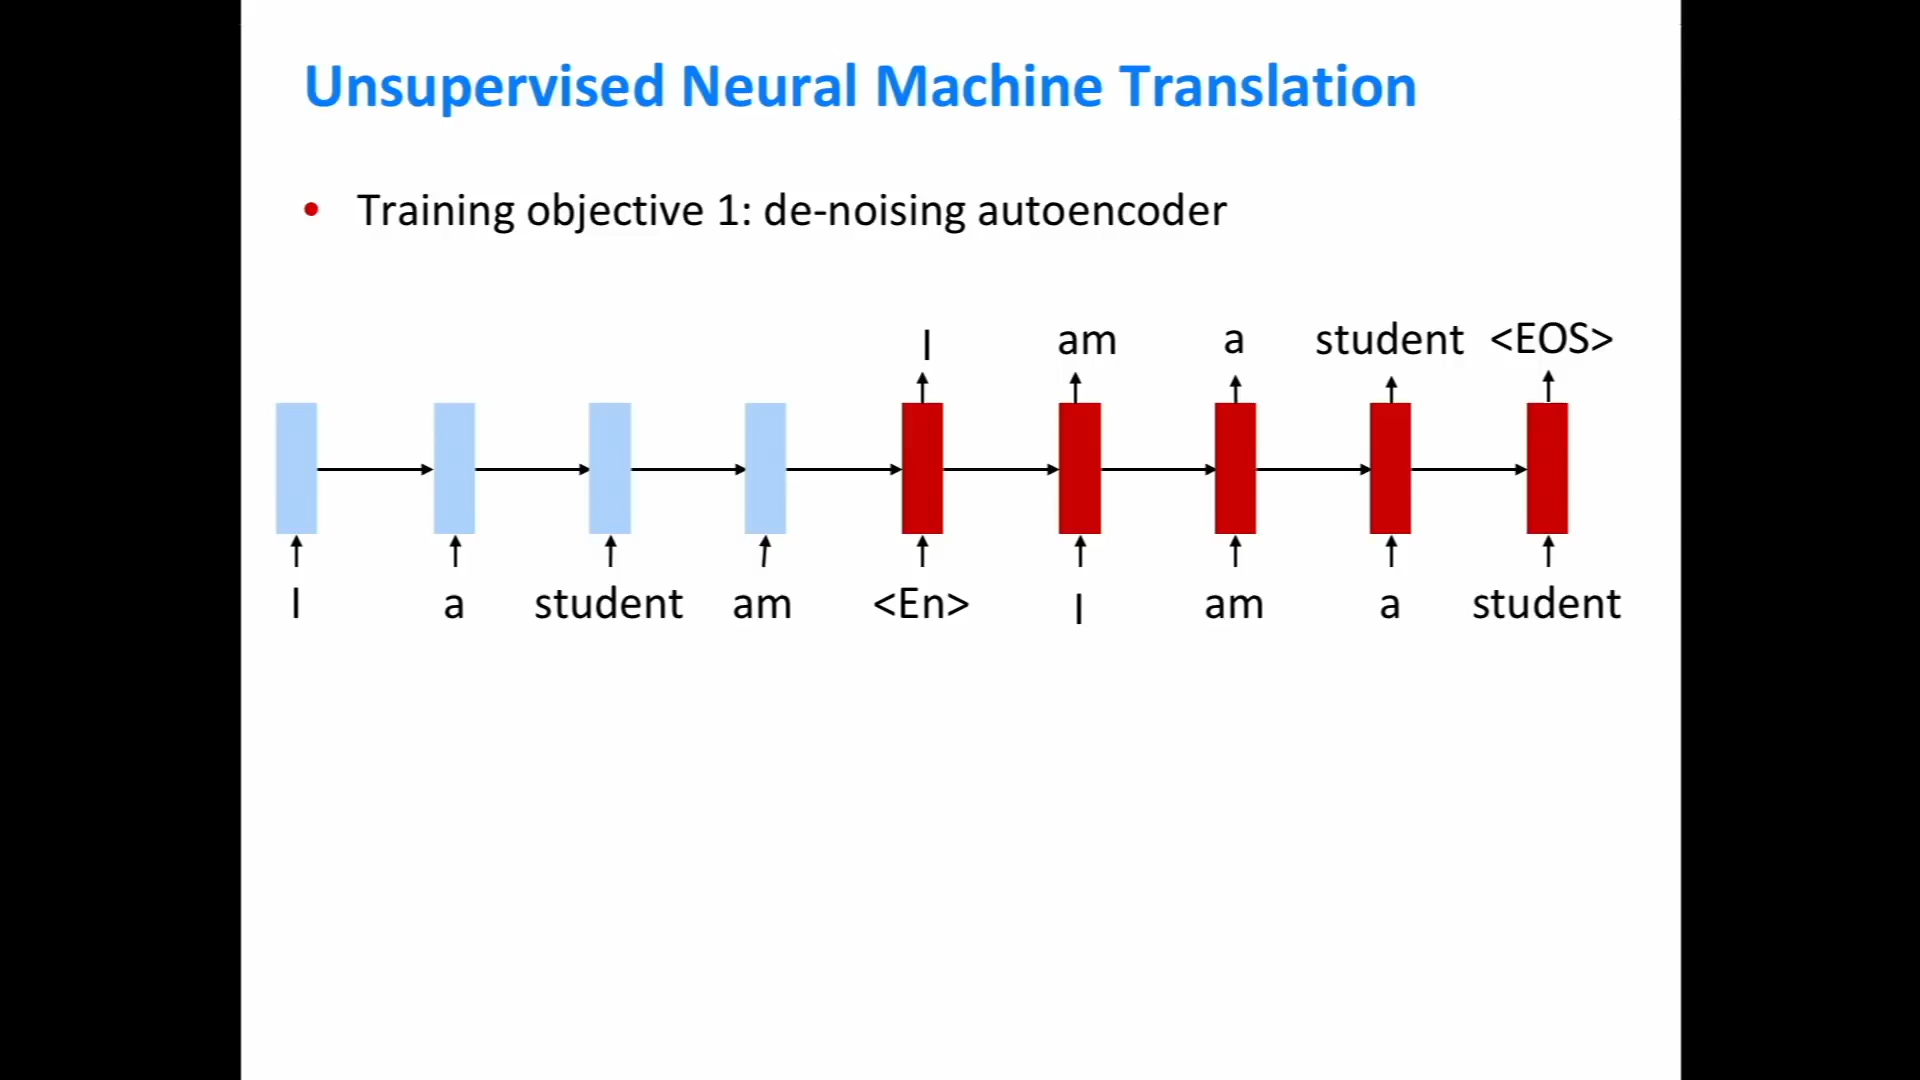 Unsupervised Neural Machine Translation
• Training objective 1: de-noising autoencoder
I am a student <EOS>
I a student am <En> I am a student